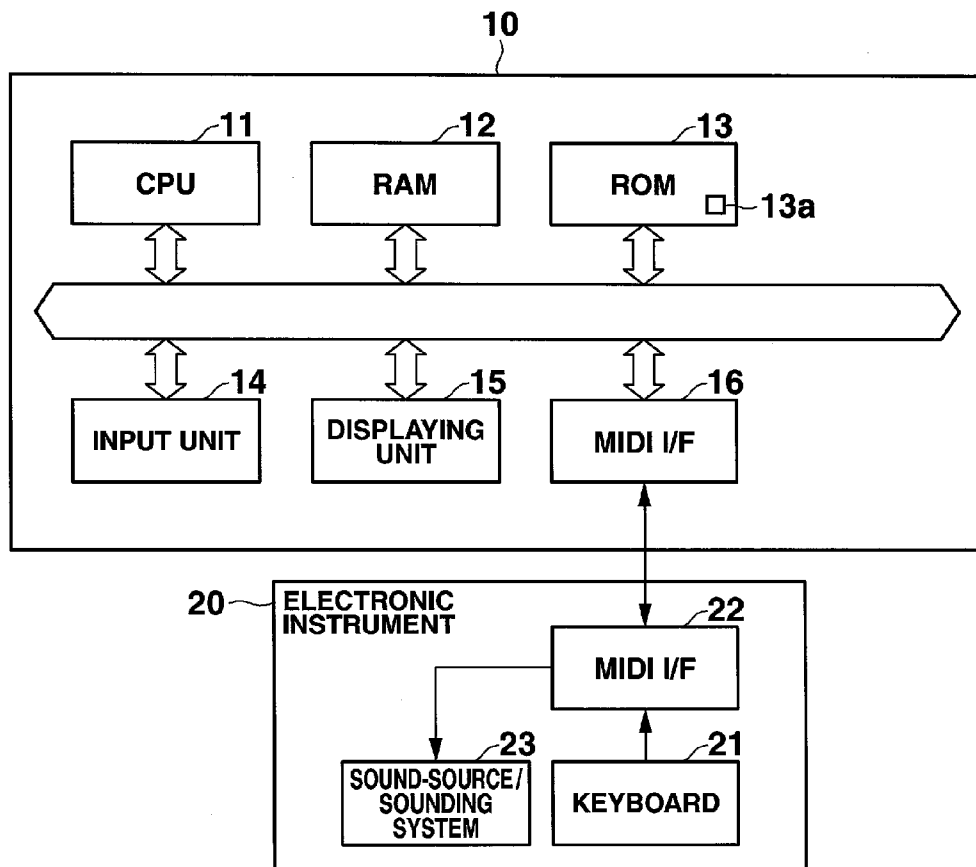 10
11
12
13
CPU
RAM
ROM
13a
14
15
16
INPUT UNIT
DISPLAYING
UNIT
MIDI I/F
20
ELECTRONIC
INSTRUMENT
22
MIDI I/F
23
21
SOUND-SOURCE/
SOUNDING
SYSTEM
KEYBOARD